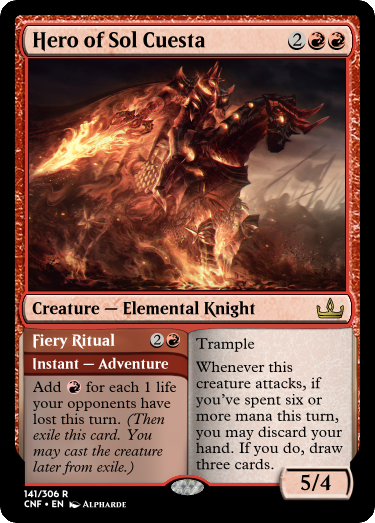 Hero of Sol Cuesta 2
Creature — Elemental Knight
Fiery Ritual 2
Instant — Adventure
Add for each 1 life
your opponents have
lost this turn. (Then
exile this card. You
may cast the creature
later from exile.)
Trample
Whenever this
creature attacks, if
you've spent six or
more mana this turn,
you may discard your
hand. If you do, draw
three cards.
5/4
141/306 R
CNF • EN Alpharde